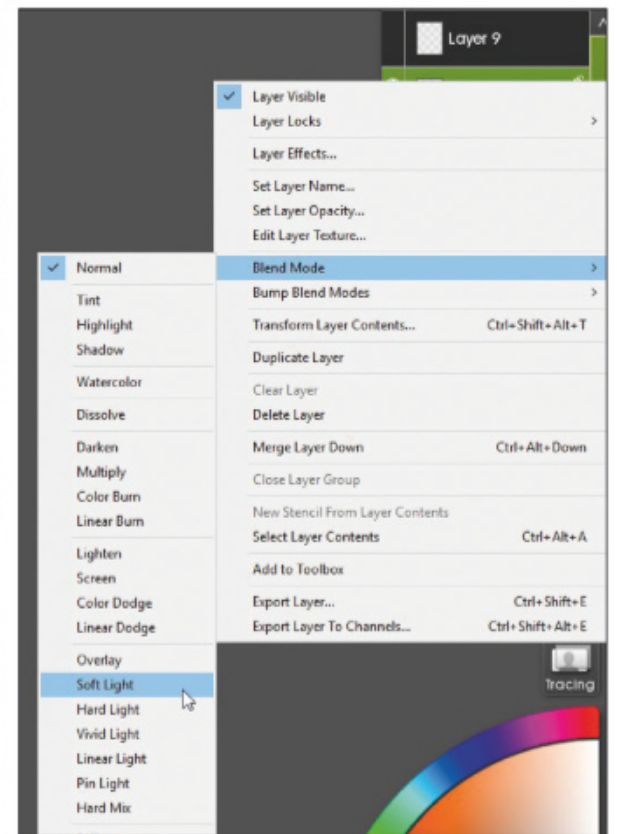 Layer 9
Layer Visible
Layer Locks
Layer Effects...
Set Layer Name...
Set Layer Opacity...
Edit Layer Texture...
Blend Mode
Bump Blend Modes
Transform Layer Contents... Ctrl+Shift+Alt+T
Duplicate Layer
Clear Layer
Delete Layer
Merge Layer Down Ctrl+Alt+Down
Close Layer Group
New Stencil From Layer Contents
Select Layer Contents Ctrl+Alt+A
Add to Toolbox
Export Layer... Ctrl+Shift+E
Export Layer To Channels... Ctrl+Shift+Alt+E
Normal
Tint
Highlight
Shadow
Watercolor
Dissolve
Darken
Multiply
Color Burn
Linear Burn
Lighten
Screen
Color Dodge
Linear Dodge
Overlay
Soft Light
Hard Light
Vivid Light
Linear Light
Pin Light
Hard Mix
Tracing